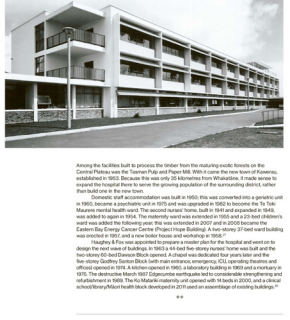 Among the facilities built to process the timber from the maturing exotic forests on the
Central Plateau was the Tasman Pulp and Paper Mill. With it came the new town of Kawerau,
established in 1953. Because this was only 35 kilometres from Whakatāne, it made sense to
expand the hospital there to serve the growing population of the surrounding district, rather
than build one in the new town.
Domestic staff accommodation was built in 1950; this was converted into a geriatric unit
in 1960, became a psychiatric unit in 1975 and was upgraded in 1982 to become the Te Toki
Maurere mental health ward. The second nurses' home, built in 1941 and expanded in 1949,
was added to again in 1954. The maternity ward was extended in 1955 and a 23-bed children's
ward was added the following year; this was extended in 2007 and in 2008 became the
Eastern Bay Energy Cancer Centre (Project Hope Building). A two-storey 37-bed ward building
was erected in 1957, and a new boiler house and workshop in 1958.
Haughey & Fox was appointed to prepare a master plan for the hospital and went on to
design the next wave of buildings. In 1963 a 44-bed five-storey nurses' home was built and the
two-storey 60-bed Dawson Block opened. A chapel was dedicated four years later and the
five-storey Godfrey Santon Block (with main entrance, emergency, ICU, operating theatres and
offices) opened in 1974. A kitchen opened in 1960, a laboratory building in 1969 and a mortuary in
1976. The destructive March 1987 Edgecumbe earthquake led to considerable strengthening and
refurbishment in 1989. The Ko Matariki maternity unit opened with 14 beds in 2000, and a clinical
school/library/Māori health block developed in 2011 used an assemblage of existing buildings.